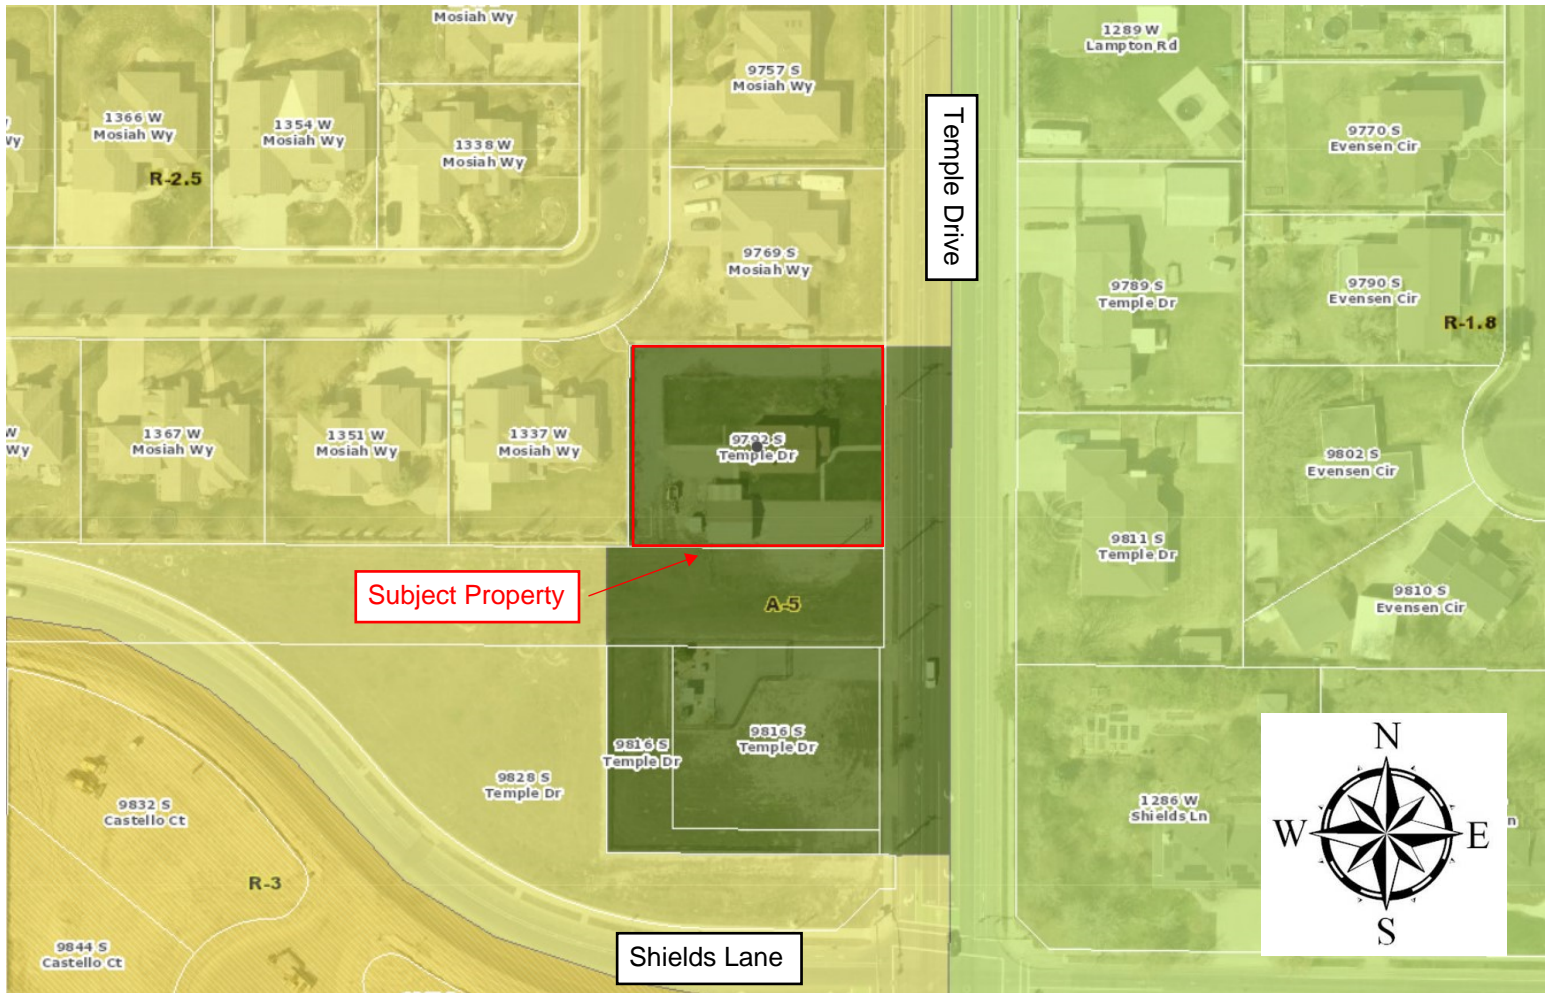 Mosiah Wy
1289 W
Lampton Rd
9757 S
Mosiah Wy
1366 W
Mosiah Wy
1354 W
Mosiah Wy
1338 W
Mosiah Wy
Wy
R-2.5
Temple Drive
9770 S
Evensen Cir
9769 S
Mosiah Wy
9789 S
Temple Dr
9790 S
Evensen Cir
R-1.8
W
Wy
1367 W
Mosiah Wy
1351 W
Mosiah Wy
1337 W
Mosiah Wy
9792 S
Temple Dr
9802 S
Evensen Cir
9811 S
Temple Dr
Subject Property
A-5
9810 S
Evensen Cir
9816 S
Temple Dr
9816 S
Temple Dr
9828 S
Temple Dr
9832 S
Castello Ct
1286 W
Shields Ln
n
R-3
9844 S
Castello Ct
Shields Lane
N
W
E
S